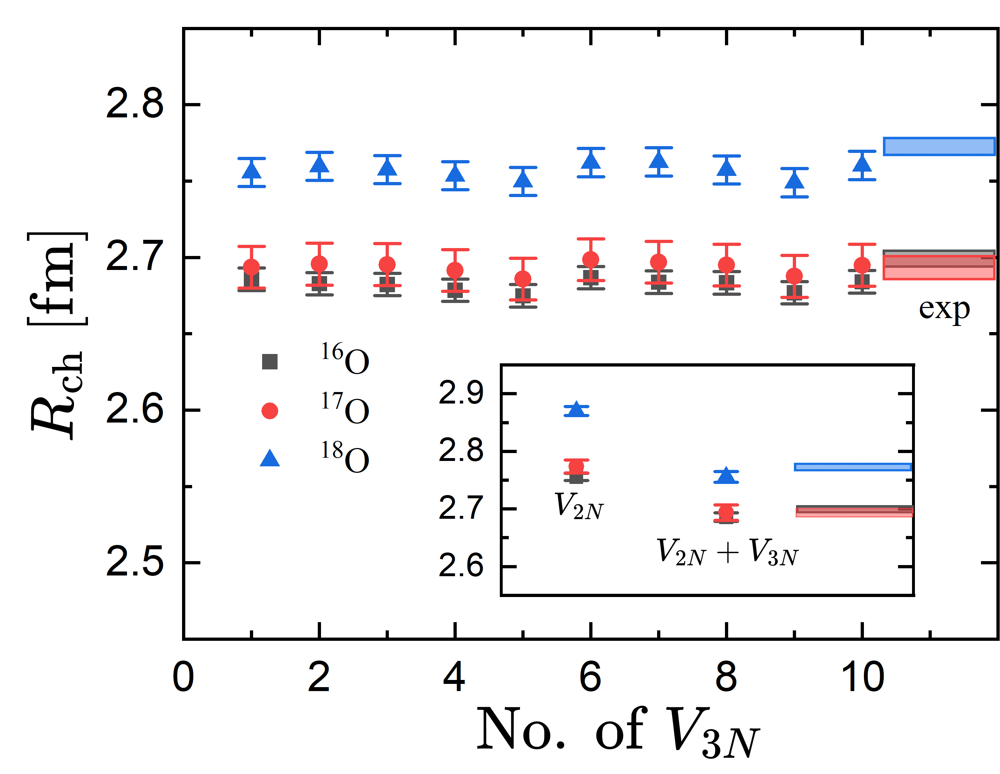 2.8
2.7
2.6
2.5
R_ch [fm]
exp
¹⁶O
¹⁷O
¹⁸O
2.9
2.8
2.7
2.6
V_2N
V_2N + V_3N
0 2 4 6 8 10
No. of V_3N